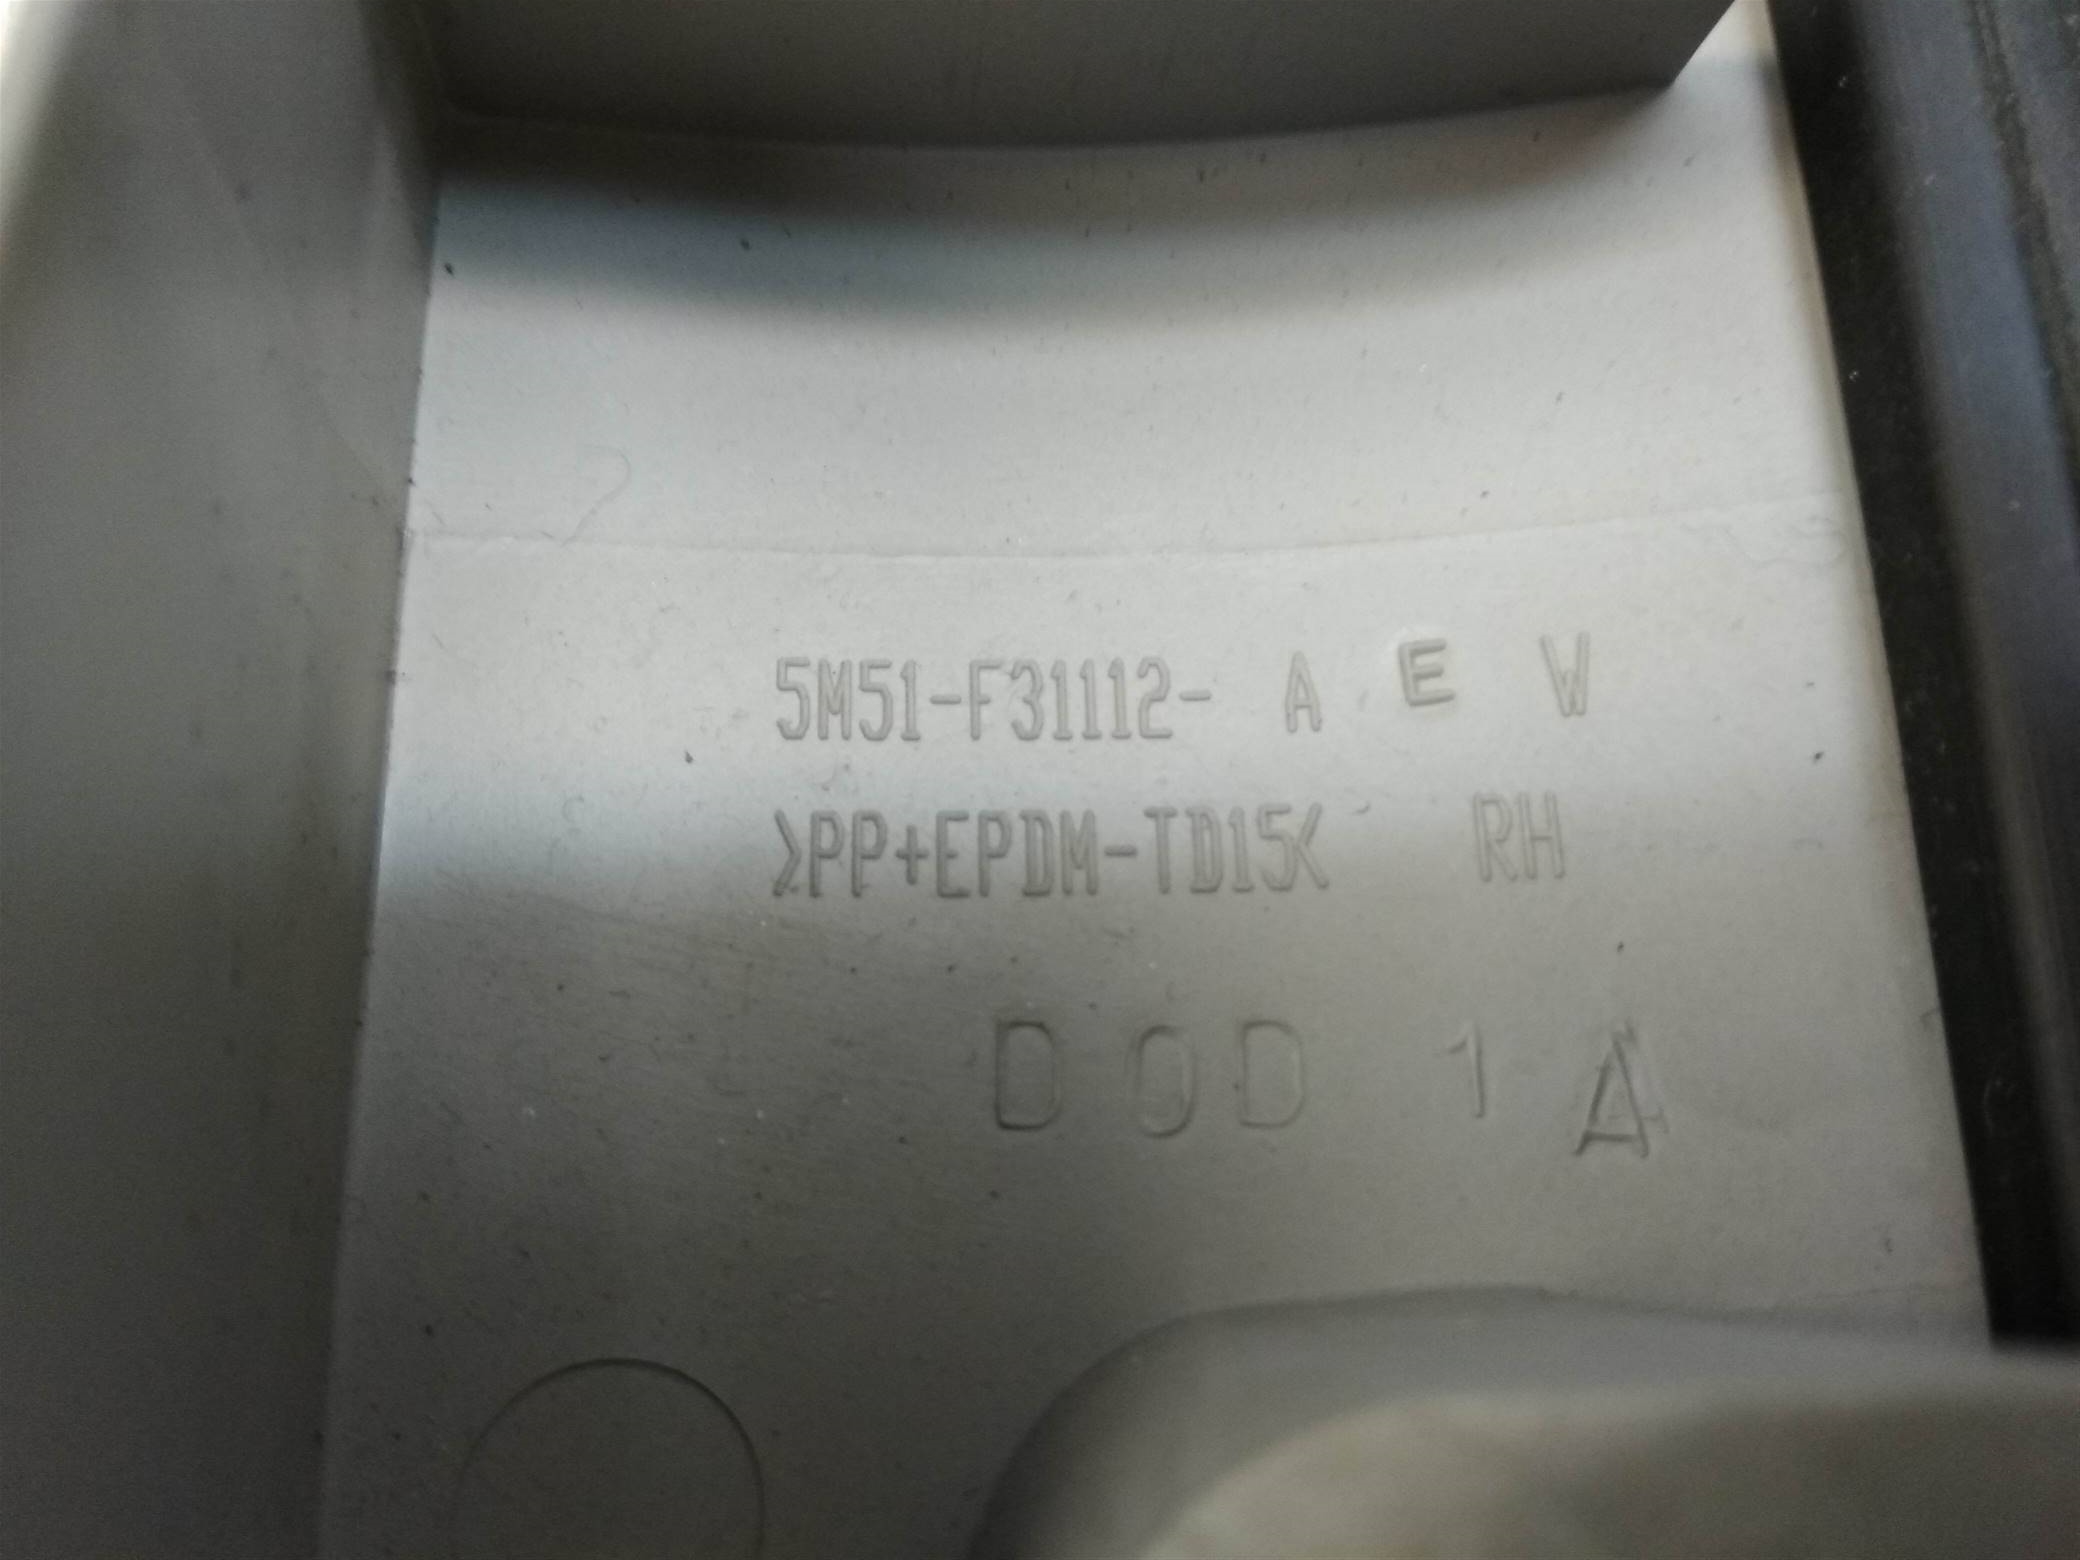 5M51-F31112- A E W
>PP+EPDM-TD15< RH
D 0 D 1 A